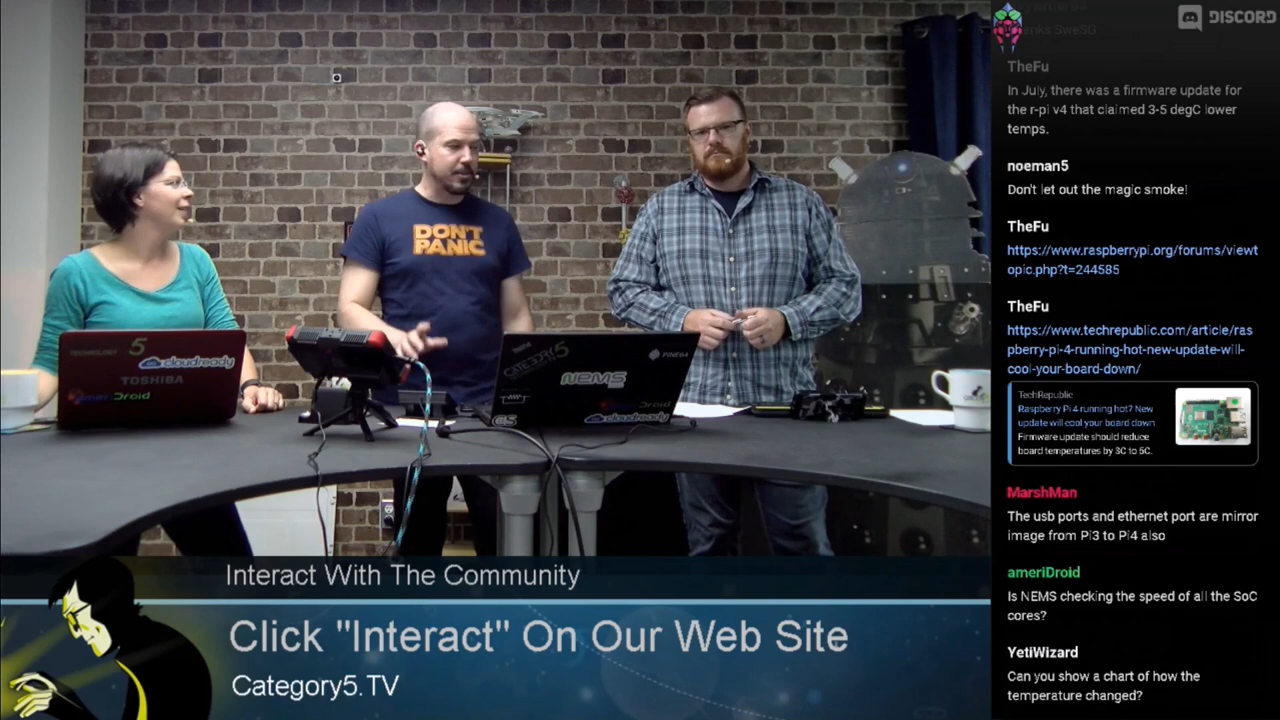 DON'T
PANIC
TECHNOLOGY 5
cloudready
TOSHIBA
ameriDroid
CATEGORY5
PINE64
NEMS
cloudready
Interact With The Community
Click "Interact" On Our Web Site
Category5.TV
DISCORD
TheFu
In July, there was a firmware update for
the r-pi v4 that claimed 3-5 degC lower
temps.
noeman5
Don't let out the magic smoke!
TheFu
https://www.raspberrypi.org/forums/viewt
opic.php?t=244585
TheFu
https://www.techrepublic.com/article/ras
pberry-pi-4-running-hot-new-update-will-
cool-your-board-down/
TechRepublic
Raspberry Pi 4 running hot? New
update will cool your board down
Firmware update should reduce
board temperatures by 3C to 5C.
MarshMan
The usb ports and ethernet port are mirror
image from Pi3 to Pi4 also
ameriDroid
Is NEMS checking the speed of all the SoC
cores?
YetiWizard
Can you show a chart of how the
temperature changed?